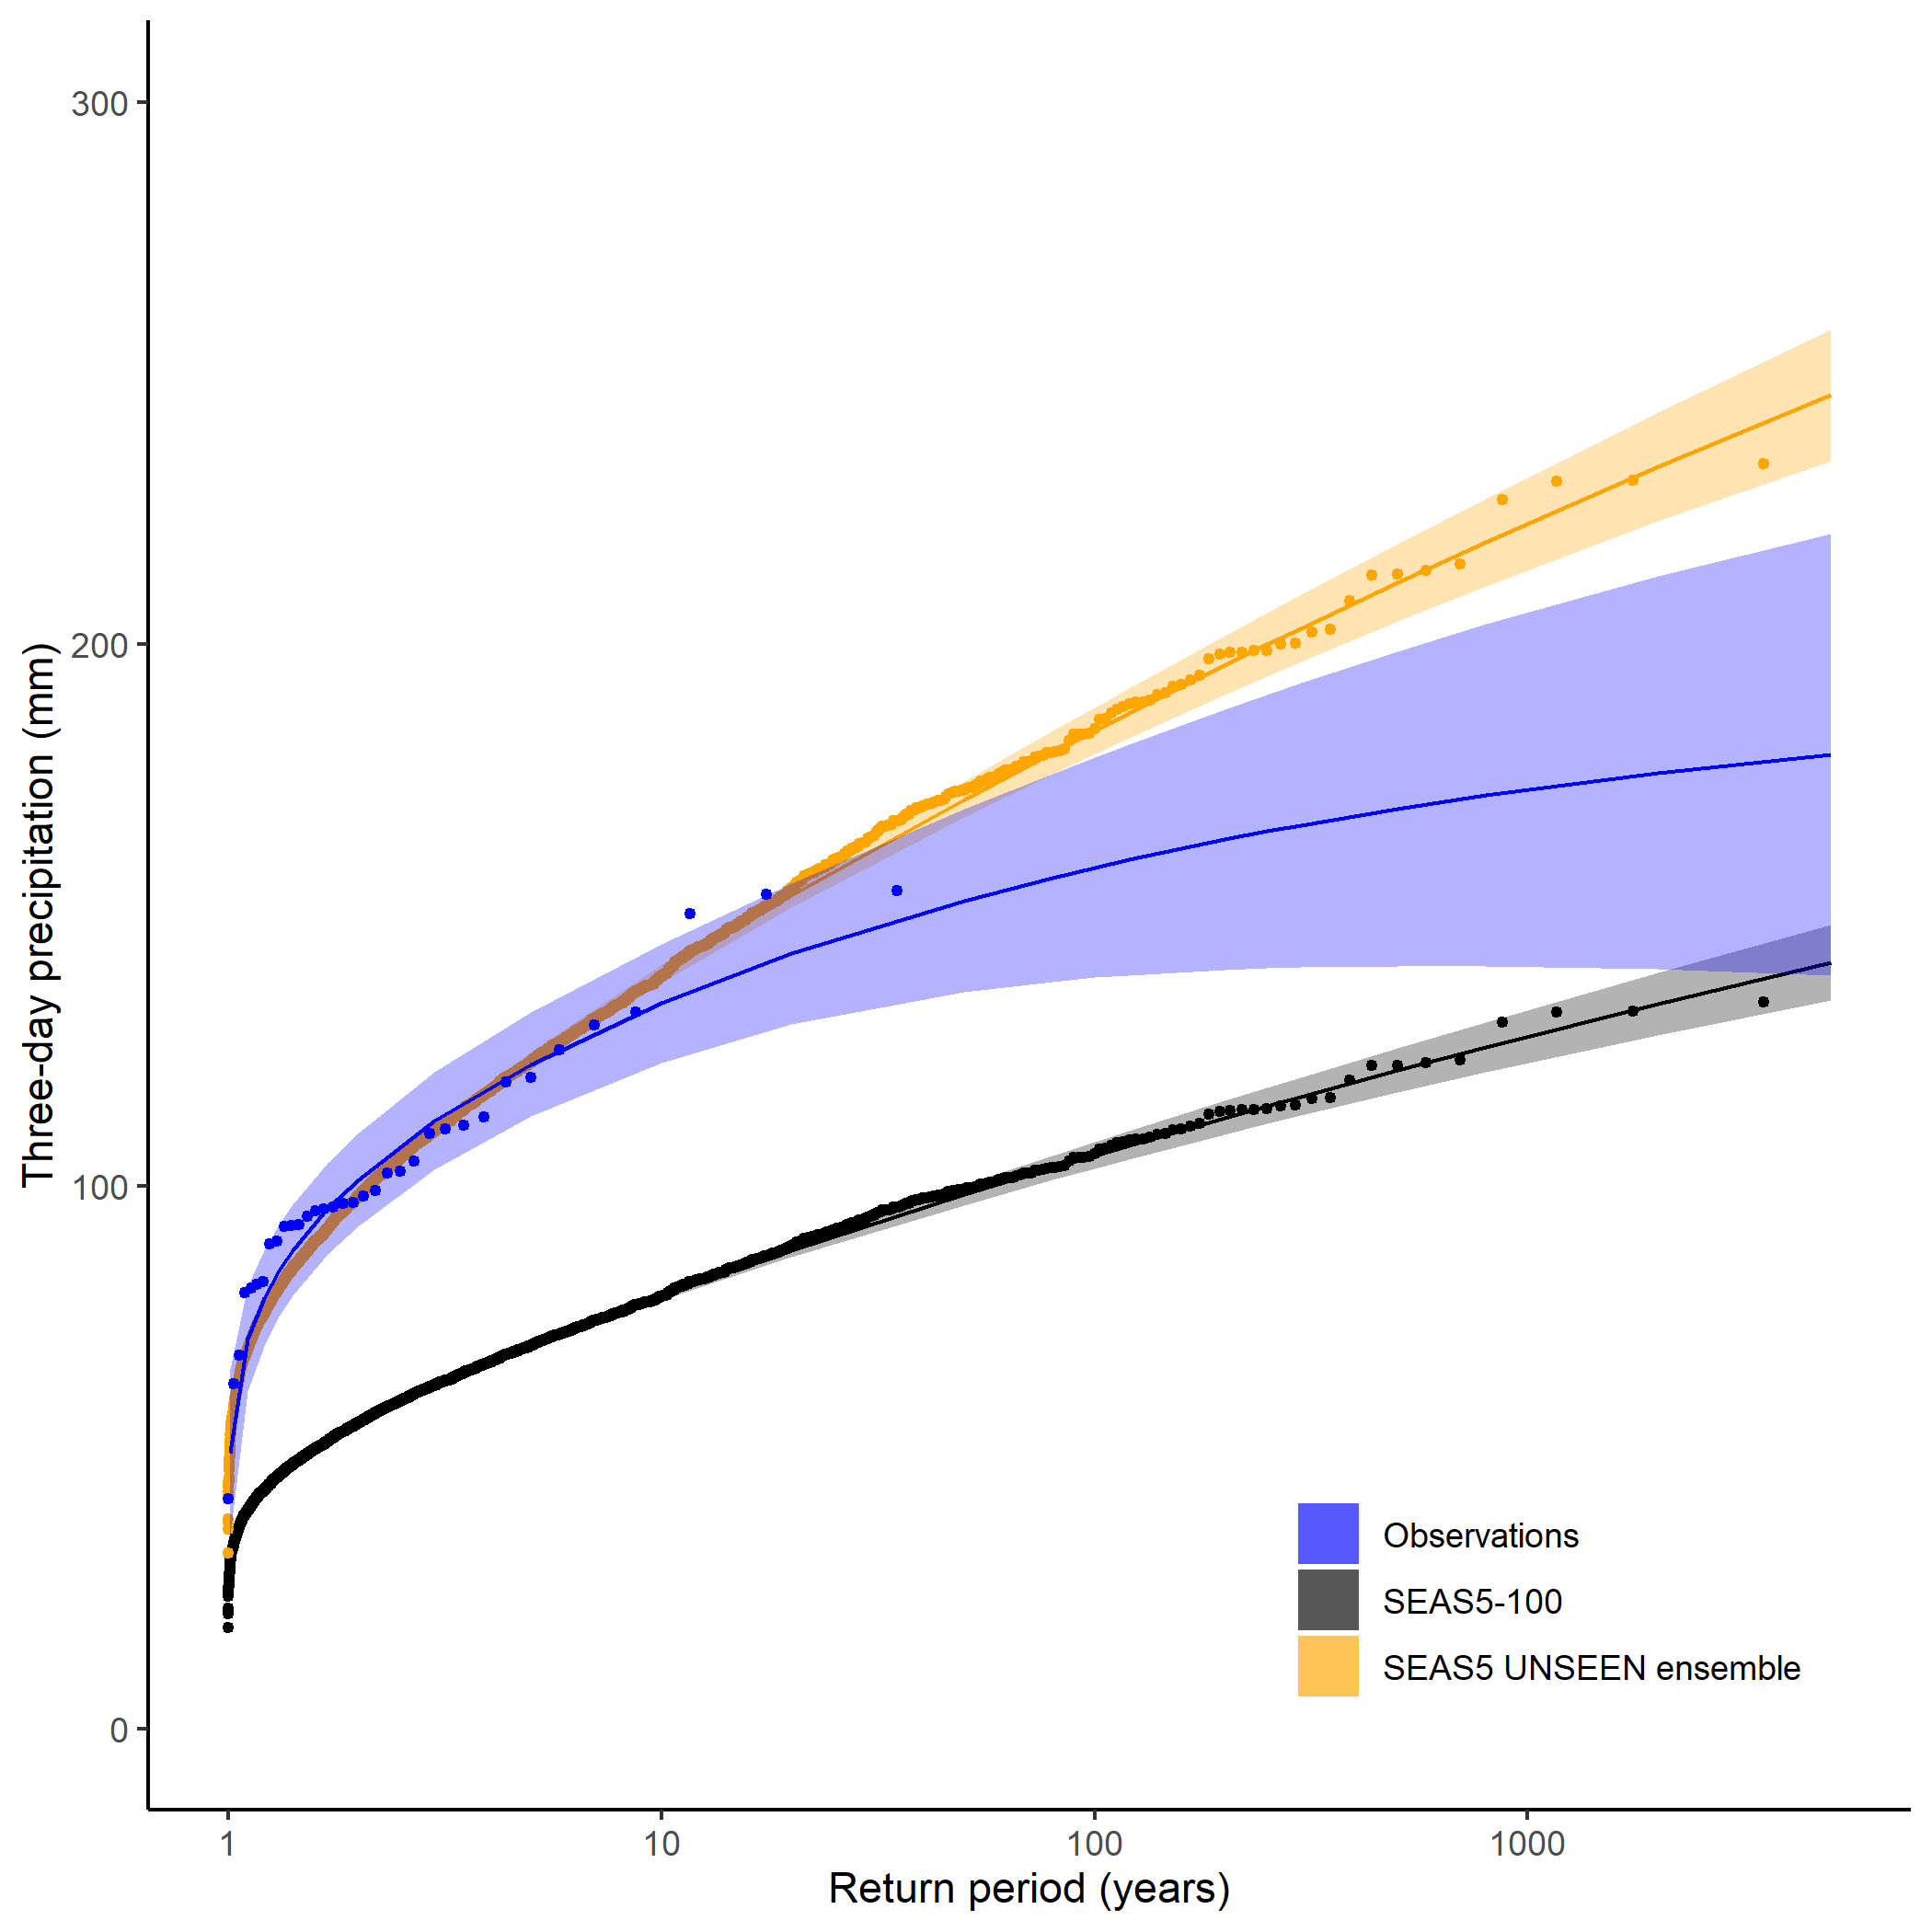 300
200
100
0
Three-day precipitation (mm)
Observations
SEAS5-100
SEAS5 UNSEEN ensemble
1 10 100 1000
Return period (years)